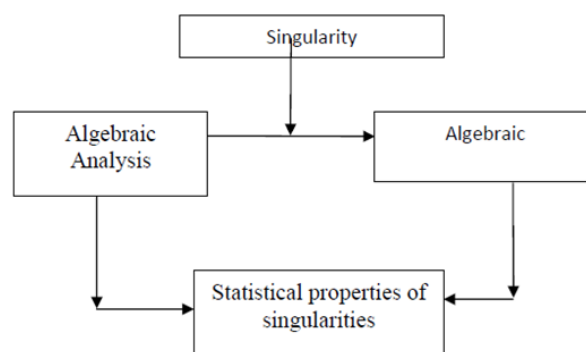 Singularity
Algebraic
Analysis
Algebraic
Statistical properties of
singularities